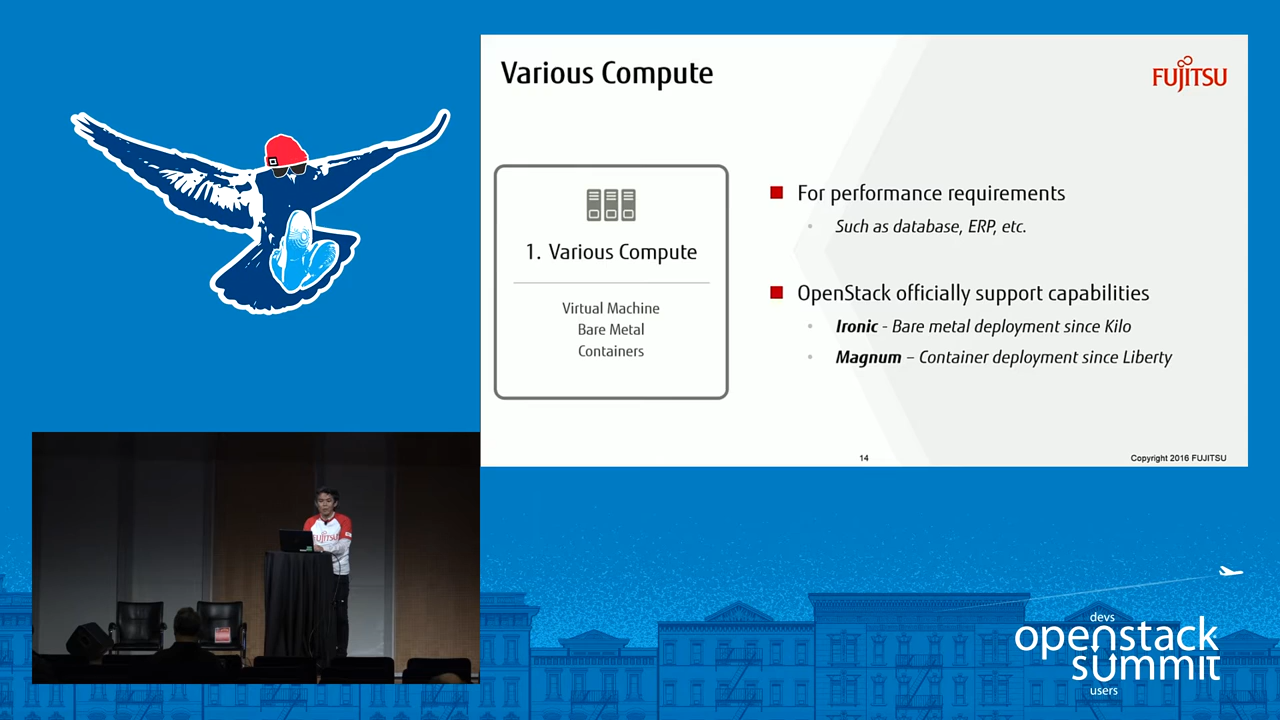 Various Compute
FUJITSU
1. Various Compute
Virtual Machine
Bare Metal
Containers
For performance requirements
Such as database, ERP, etc.
OpenStack officially support capabilities
Ironic - Bare metal deployment since Kilo
Magnum – Container deployment since Liberty
14
Copyright 2016 FUJITSU
FUJITSU
devs
openstack
summit
users